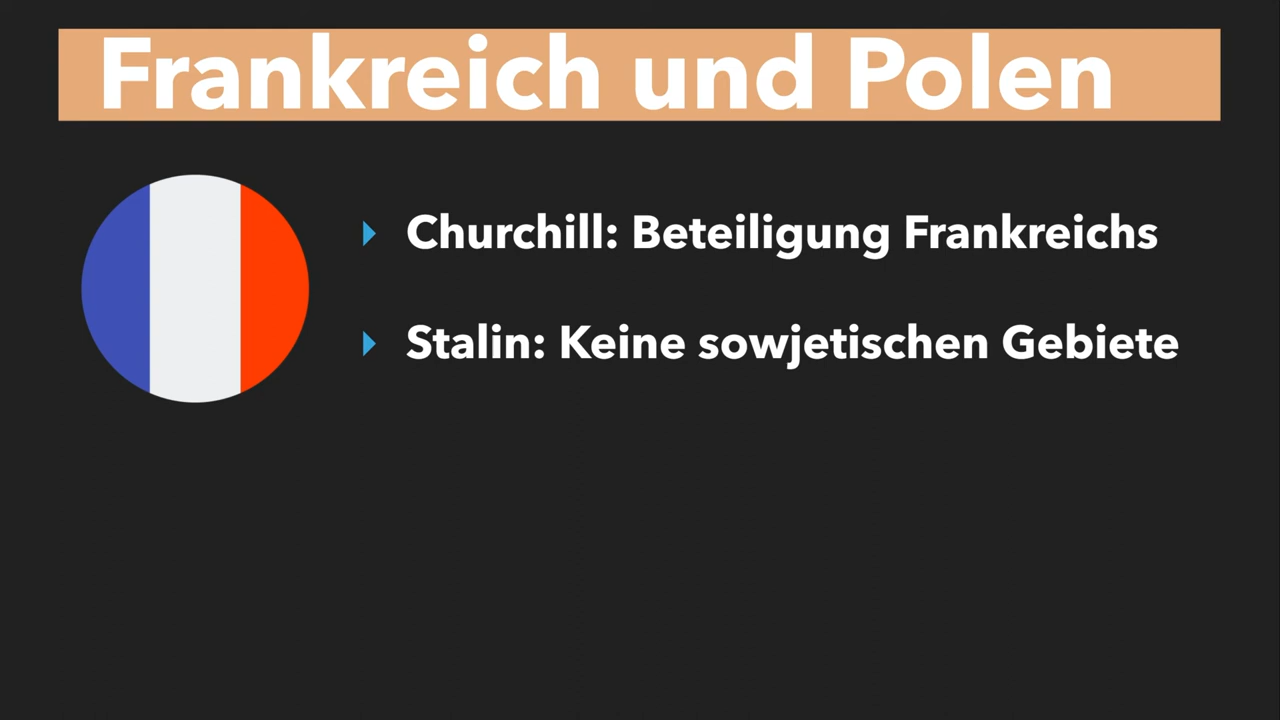 Frankreich und Polen
Churchill: Beteiligung Frankreichs
Stalin: Keine sowjetischen Gebiete